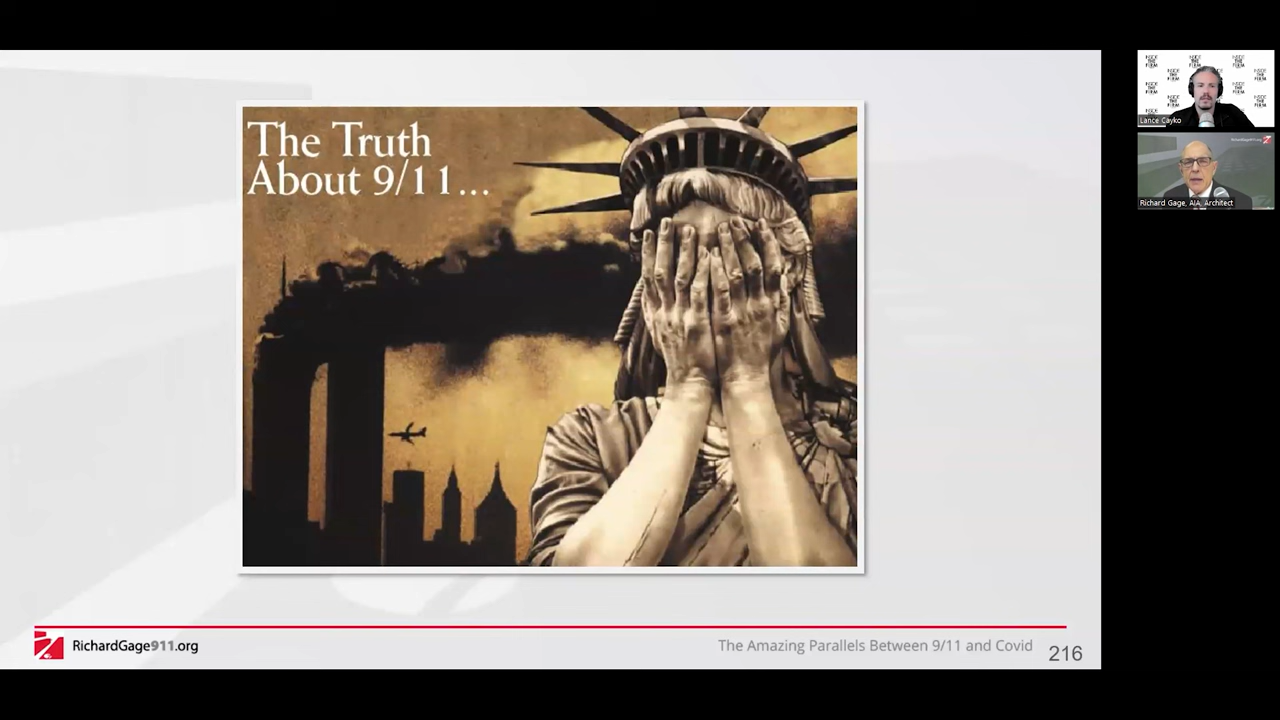 The Truth
About 9/11...
RichardGage911.org
The Amazing Parallels Between 9/11 and Covid
216
Lance Cayko
Richard Gage, AIA, Architect